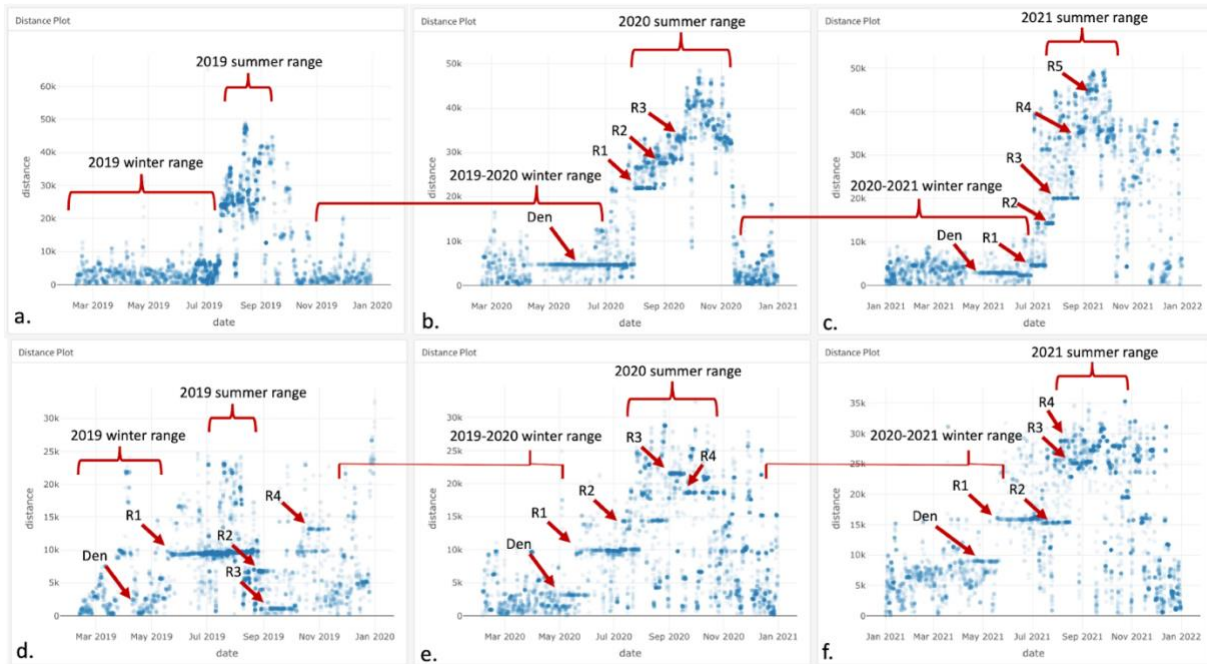 Distance Plot
2019 summer range
2019 winter range
60k
50k
40k
30k
20k
10k
0
distance
Mar 2019 May 2019 Jul 2019 Sep 2019 Nov 2019 Jan 2020
date
a.
Distance Plot
2020 summer range
R3
R2
R1
2019-2020 winter range
Den
50k
40k
30k
20k
10k
0
distance
Mar 2020 May 2020 Jul 2020 Sep 2020 Nov 2020 Jan 2021
date
b.
Distance Plot
2021 summer range
R5
R4
R3
2020-2021 winter range
R2
Den
R1
50k
40k
30k
20k
10k
0
distance
Jan 2021 Mar 2021 May 2021 Jul 2021 Sep 2021 Nov 2021 Jan 2022
date
c.
Distance Plot
2019 summer range
2019 winter range
R4
R1
R2
Den
R3
30k
25k
20k
15k
10k
5k
0
distance
Mar 2019 May 2019 Jul 2019 Sep 2019 Nov 2019 Jan 2020
date
d.
Distance Plot
2020 summer range
2019-2020 winter range
R3
R4
R2
R1
Den
30k
25k
20k
15k
10k
5k
0
distance
Mar 2020 May 2020 Jul 2020 Sep 2020 Nov 2020 Jan 2021
date
e.
Distance Plot
2021 summer range
R4
R3
2020-2021 winter range
R1
R2
Den
35k
30k
25k
20k
15k
10k
5k
0
distance
Jan 2021 Mar 2021 May 2021 Jul 2021 Sep 2021 Nov 2021 Jan 2022
date
f.